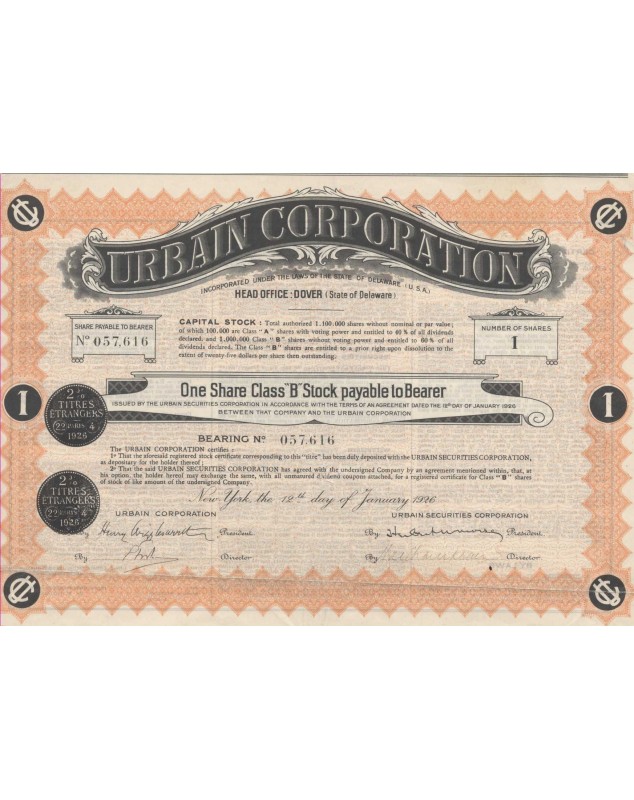 URBAIN CORPORATION
INCORPORATED UNDER THE LAWS OF THE STATE OF DELAWARE (U.S.A.)
HEAD OFFICE : DOVER (State of Delaware)
SHARE PAYABLE TO BEARER
Nº 057,616
CAPITAL STOCK : Total authorized 1.100.000 shares without nominal or par value;
of which 100.000 are Class "A" shares with voting power and entitled to 40 % of all dividends
declared. and 1,000,000 Class "B" shares without voting power and entitled to 60 % of all
dividends declared. The Class "B" shares are entitled to a prior right upon dissolution to the
extent of twenty-five dollars per share then outstanding:
NUMBER OF SHARES
1
One Share Class "B" Stock payable to Bearer
ISSUED BY THE URBAIN SECURITIES CORPORATION IN ACCORDANCE WITH THE TERMS OF AN AGREEMENT DATED THE 12th DAY OF JANUARY 1926
BETWEEN THAT COMPANY AND THE URBAIN CORPORATION
1
1
2 %
TITRES
ETRANGERS
22 PARIS 4
1926
BEARING Nº 057.616
The URBAIN CORPORATION certifies :
1º That the aforesaid registered stock certificate corresponding to this "titre" has been duly deposited with the URBAIN SECURITIES CORPORATION,
as depositary for the holder thereof ;
2º That the said URBAIN SECURITIES CORPORATION has agreed with the undersigned Company by an agreement mentioned within, that, at
his option, the holder hereof may exchange the same, with all unmatured dividend coupons attached, for a registered certificate for Class "B" shares
of stock of like amount of the undersigned Company.
2 %
TITRES
ETRANGERS
22 PARIS 4
1926
New York, the 12th day of January 1926
URBAIN CORPORATION
URBAIN SECURITIES CORPORATION
By Henry President.
By President.
By Director.
By Director.